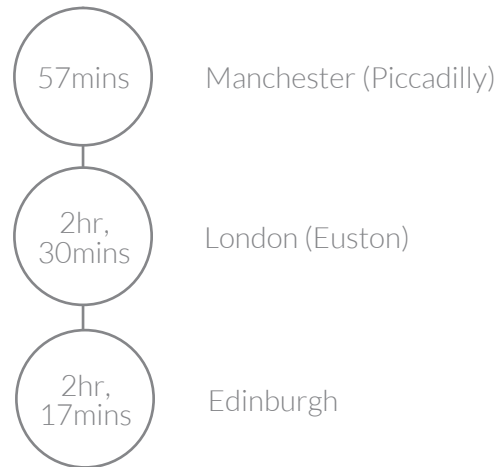 57mins
Manchester (Piccadilly)
2hr,
30mins
London (Euston)
2hr,
17mins
Edinburgh